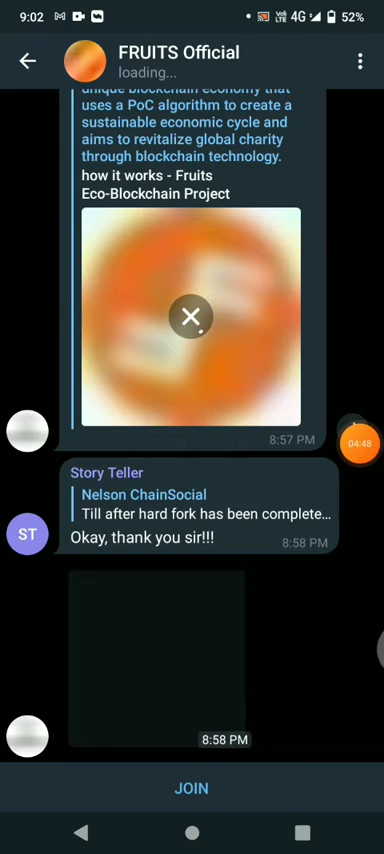 9:02 Vo) LTE 4G 52%
FRUITS Official
loading...
unique blockchain economy that
uses a PoC algorithm to create a
sustainable economic cycle and
aims to revitalize global charity
through blockchain technology.
how it works - Fruits
Eco-Blockchain Project
8:57 PM
04:48
Story Teller
Nelson ChainSocial
Till after hard fork has been complete...
ST
Okay, thank you sir!!!
8:58 PM
8:58 PM
JOIN